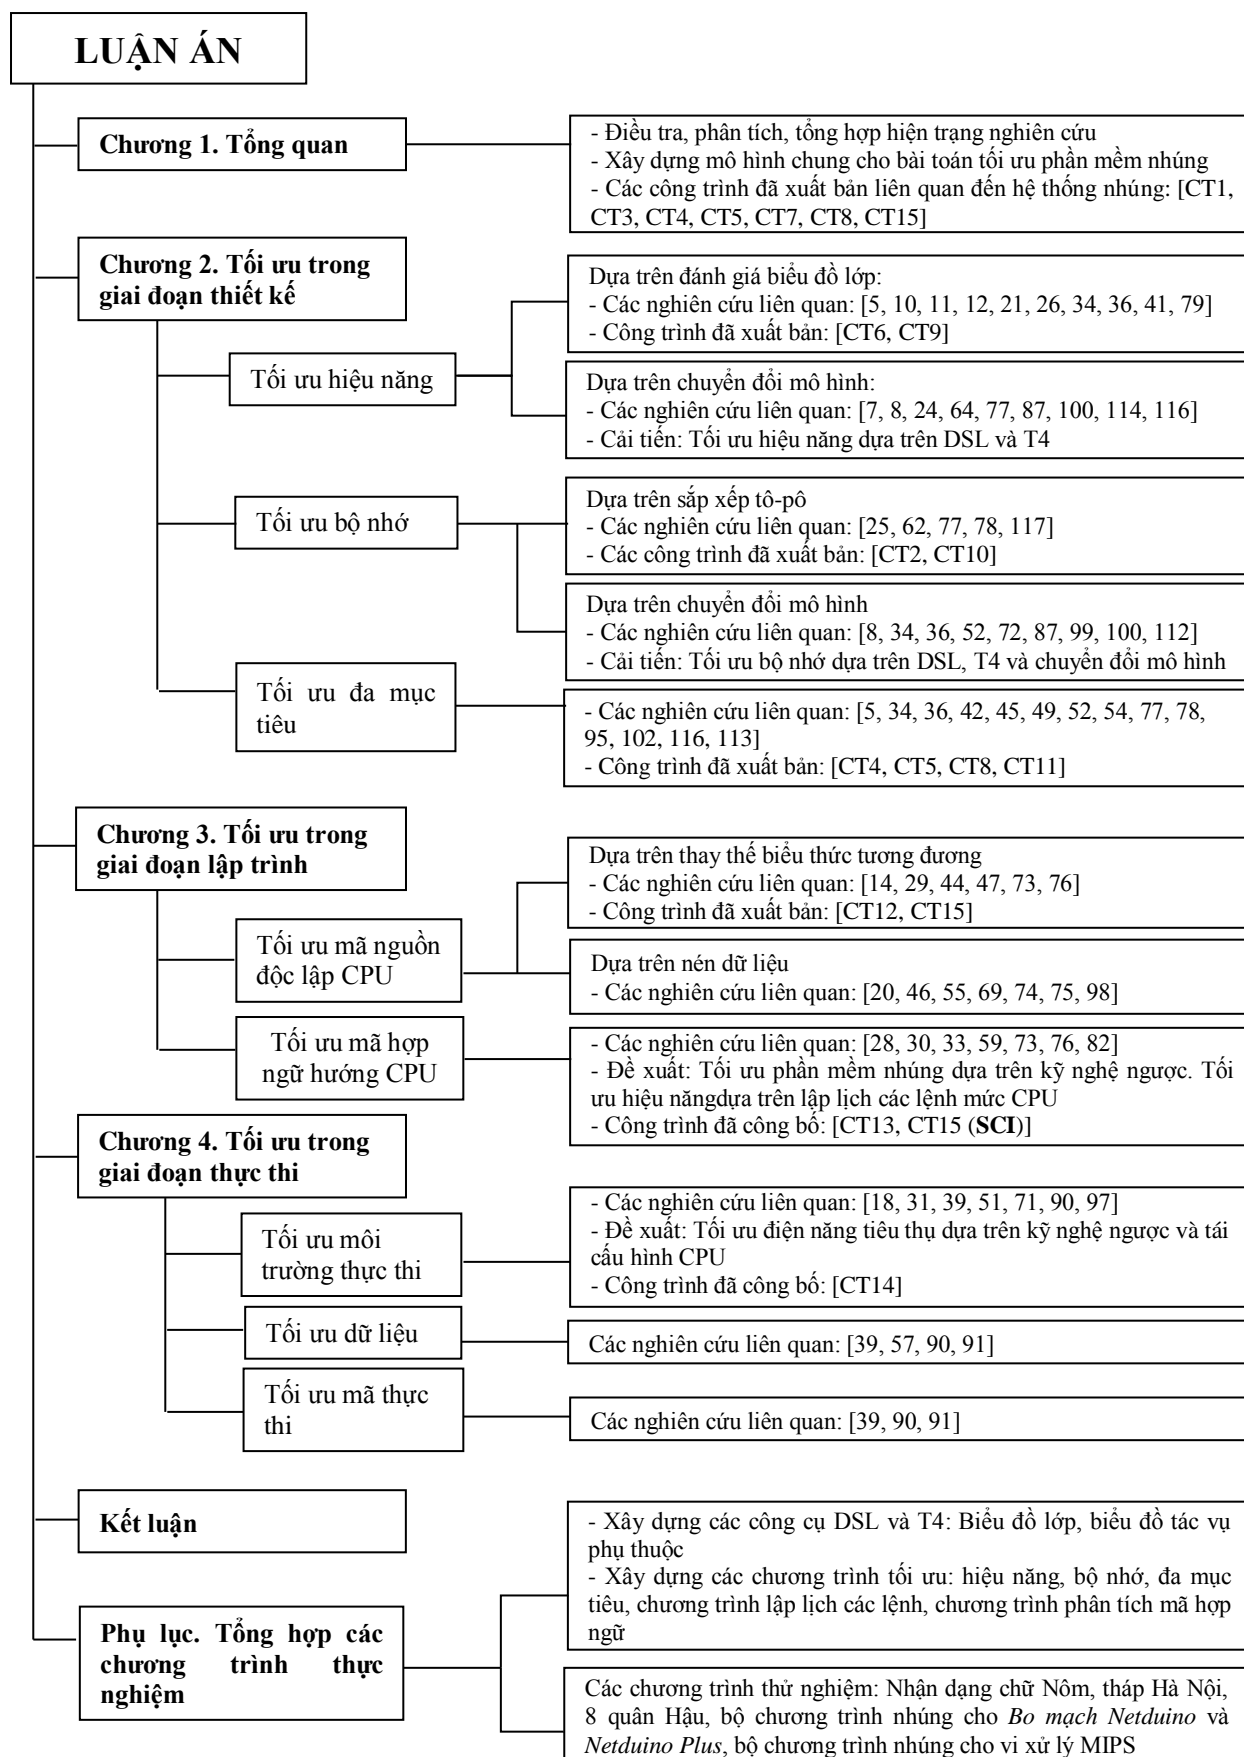 LUẬN ÁN
Chương 1. Tổng quan
- Điều tra, phân tích, tổng hợp hiện trạng nghiên cứu
- Xây dựng mô hình chung cho bài toán tối ưu phần mềm nhúng
- Các công trình đã xuất bản liên quan đến hệ thống nhúng: [CT1,
CT3, CT4, CT5, CT7, CT8, CT15]
Chương 2. Tối ưu trong
giai đoạn thiết kế
Tối ưu hiệu năng
Dựa trên đánh giá biểu đồ lớp:
- Các nghiên cứu liên quan: [5, 10, 11, 12, 21, 26, 34, 36, 41, 79]
- Công trình đã xuất bản: [CT6, CT9]
Dựa trên chuyển đổi mô hình:
- Các nghiên cứu liên quan: [7, 8, 24, 64, 77, 87, 100, 114, 116]
- Cải tiến: Tối ưu hiệu năng dựa trên DSL và T4
Tối ưu bộ nhớ
Dựa trên sắp xếp tô-pô
- Các nghiên cứu liên quan: [25, 62, 77, 78, 117]
- Các công trình đã xuất bản: [CT2, CT10]
Dựa trên chuyển đổi mô hình
- Các nghiên cứu liên quan: [8, 34, 36, 52, 72, 87, 99, 100, 112]
- Cải tiến: Tối ưu bộ nhớ dựa trên DSL, T4 và chuyển đổi mô hình
Tối ưu đa mục
tiêu
- Các nghiên cứu liên quan: [5, 34, 36, 42, 45, 49, 52, 54, 77, 78,
95, 102, 116, 113]
- Công trình đã xuất bản: [CT4, CT5, CT8, CT11]
Chương 3. Tối ưu trong
giai đoạn lập trình
Tối ưu mã nguồn
độc lập CPU
Dựa trên thay thế biểu thức tương đương
- Các nghiên cứu liên quan: [14, 29, 44, 47, 73, 76]
- Công trình đã xuất bản: [CT12, CT15]
Dựa trên nén dữ liệu
- Các nghiên cứu liên quan: [20, 46, 55, 69, 74, 75, 98]
Tối ưu mã hợp
ngữ hướng CPU
- Các nghiên cứu liên quan: [28, 30, 33, 59, 73, 76, 82]
- Đề xuất: Tối ưu phần mềm nhúng dựa trên kỹ nghệ ngược. Tối
ưu hiệu năngdựa trên lập lịch các lệnh mức CPU
- Công trình đã công bố: [CT13, CT15 (SCI)]
Chương 4. Tối ưu trong
giai đoạn thực thi
Tối ưu môi
trường thực thi
- Các nghiên cứu liên quan: [18, 31, 39, 51, 71, 90, 97]
- Đề xuất: Tối ưu điện năng tiêu thụ dựa trên kỹ nghệ ngược và tái
cấu hình CPU
- Công trình đã công bố: [CT14]
Tối ưu dữ liệu
Các nghiên cứu liên quan: [39, 57, 90, 91]
Tối ưu mã thực
thi
Các nghiên cứu liên quan: [39, 90, 91]
Kết luận
Phụ lục. Tổng hợp các
chương trình thực
nghiệm
- Xây dựng các công cụ DSL và T4: Biểu đồ lớp, biểu đồ tác vụ
phụ thuộc
- Xây dựng các chương trình tối ưu: hiệu năng, bộ nhớ, đa mục
tiêu, chương trình lập lịch các lệnh, chương trình phân tích mã hợp
ngữ
Các chương trình thử nghiệm: Nhận dạng chữ Nôm, tháp Hà Nội,
8 quân Hậu, bộ chương trình nhúng cho Bo mạch Netduino và
Netduino Plus, bộ chương trình nhúng cho vi xử lý MIPS